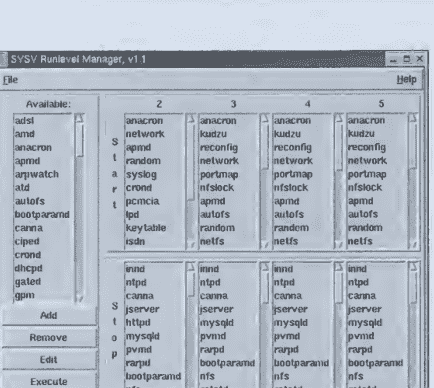 SYSV Runlevel Manager, v1.1
File Help
Available:
adsl
amd
anacron
apmd
arpwatch
atd
autofs
bootparamd
canna
ciped
crond
dhcpd
gated
gpm
Add
Remove
Edit
Execute
Start
2
anacron
network
apmd
random
syslog
crond
pcmcia
lpd
keytable
isdn
3
anacron
kudzu
reconfig
network
portmap
nfslock
apmd
autofs
random
netfs
4
anacron
kudzu
reconfig
network
portmap
nfslock
apmd
autofs
random
netfs
5
anacron
kudzu
reconfig
network
portmap
nfslock
apmd
autofs
random
netfs
Stop
innd
ntpd
canna
jserver
httpd
mysqld
pvmd
rarpd
bootparamd
nfs
innd
ntpd
canna
jserver
mysqld
pvmd
rarpd
bootparamd
nfs
innd
ntpd
canna
jserver
mysqld
pvmd
rarpd
bootparamd
nfs
innd
ntpd
canna
jserver
mysqld
pvmd
rarpd
bootparamd
nfs